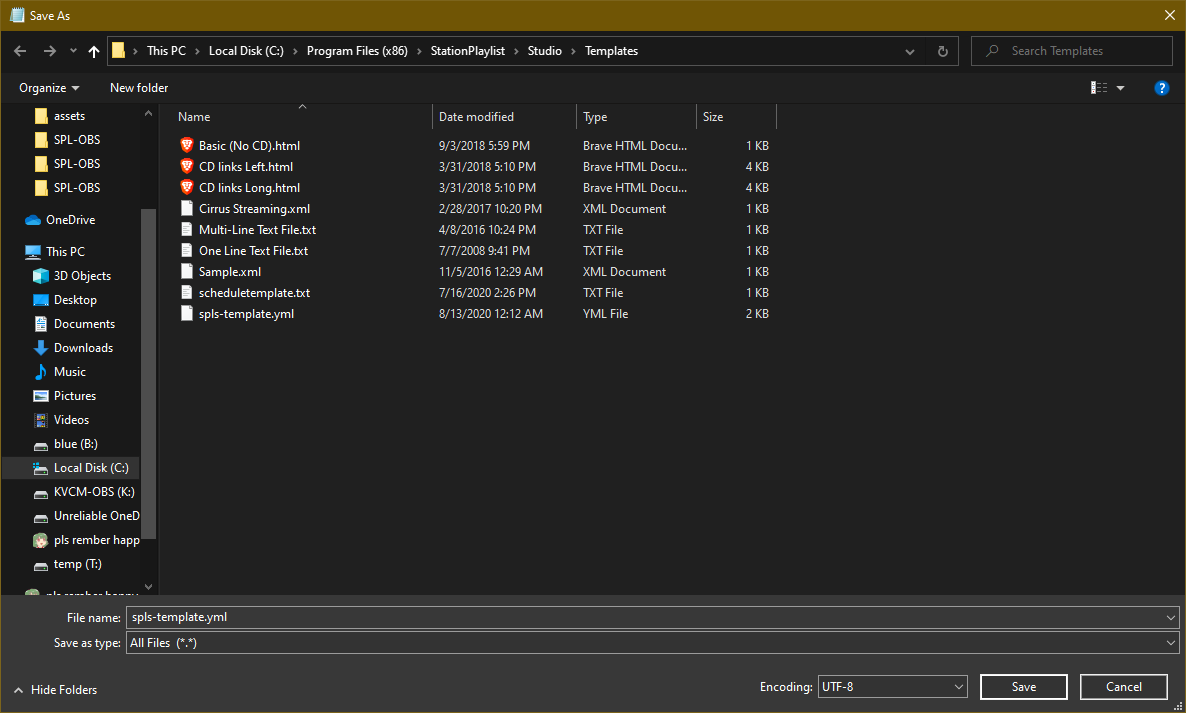 Save As
This PC > Local Disk (C:) > Program Files (x86) > StationPlaylist > Studio > Templates
Search Templates
Organize
New folder
assets
SPL-OBS
SPL-OBS
SPL-OBS
OneDrive
This PC
3D Objects
Desktop
Documents
Downloads
Music
Pictures
Videos
blue (B:)
Local Disk (C:)
KVCM-OBS (K:)
Unreliable OneD
pls rember happ
temp (T:)
pls rember happy
Name Date modified Type Size
Basic (No CD).html 9/3/2018 5:59 PM Brave HTML Docu... 1 KB
CD links Left.html 3/31/2018 5:10 PM Brave HTML Docu... 4 KB
CD links Long.html 3/31/2018 5:10 PM Brave HTML Docu... 4 KB
Cirrus Streaming.xml 2/28/2017 10:20 PM XML Document 1 KB
Multi-Line Text File.txt 4/8/2016 10:24 PM TXT File 1 KB
One Line Text File.txt 7/7/2008 9:41 PM TXT File 1 KB
Sample.xml 11/5/2016 12:29 AM XML Document 1 KB
scheduletemplate.txt 7/16/2020 2:26 PM TXT File 1 KB
spls-template.yml 8/13/2020 12:12 AM YML File 2 KB
File name: spls-template.yml
Save as type: All Files (*.*)
Hide Folders
Encoding: UTF-8
Save
Cancel